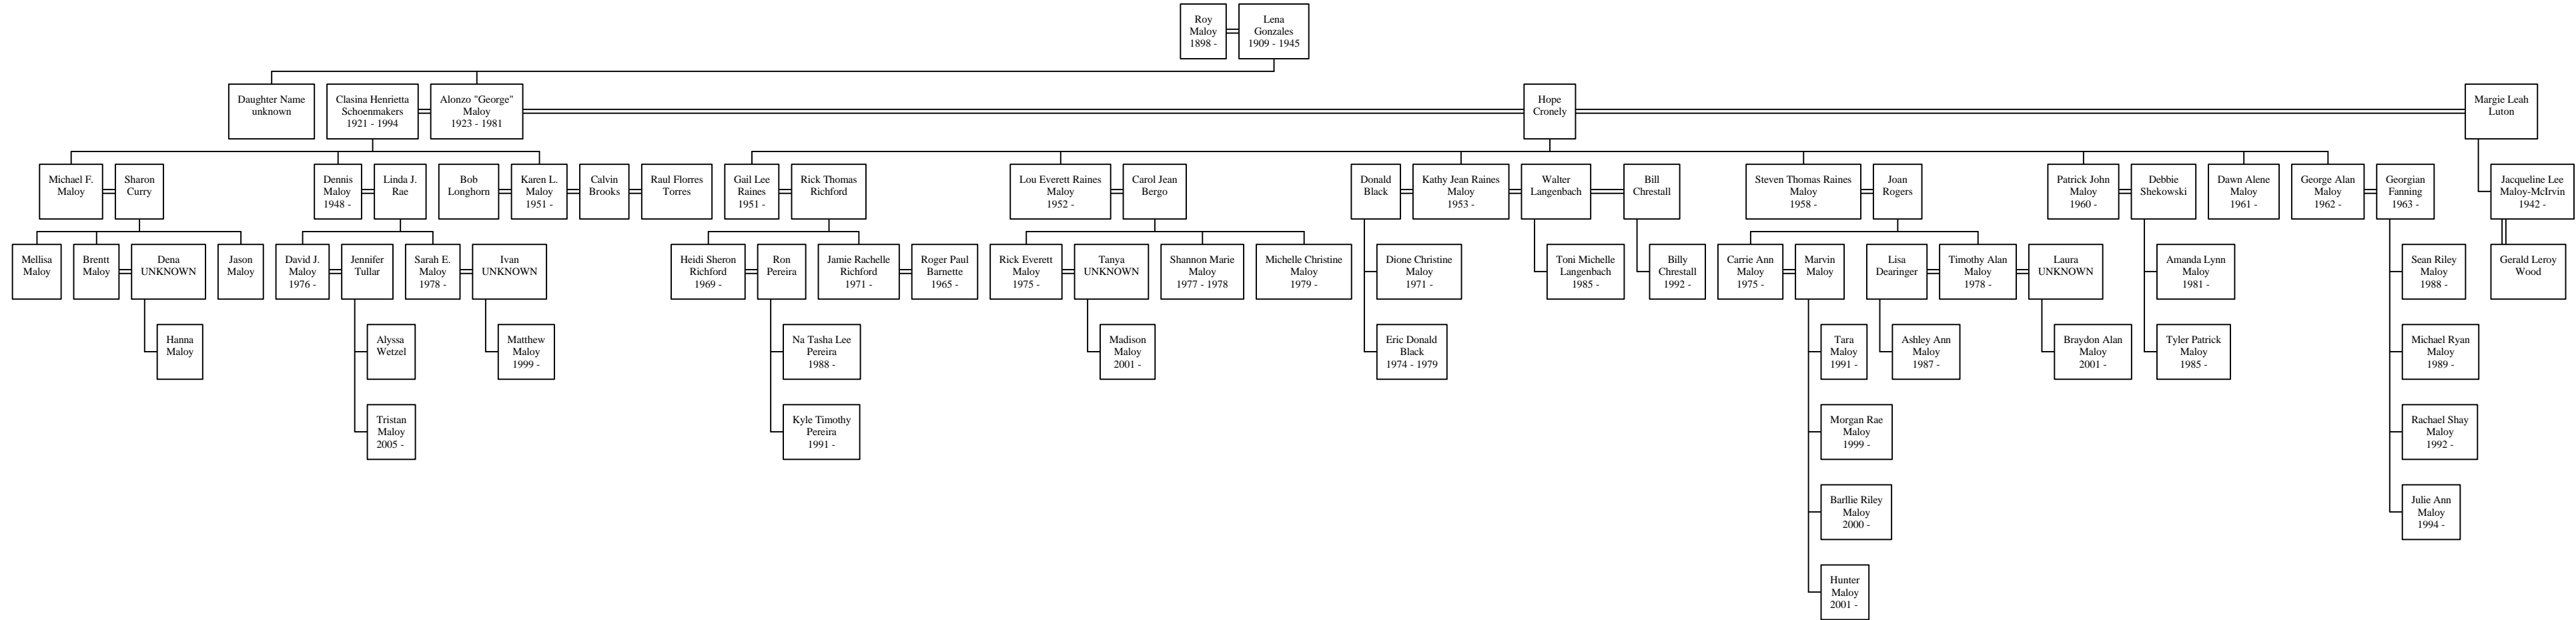 Roy
Maloy
1898 -
Lena
Gonzales
1909 - 1945
Daughter Name
unknown
Clasina Henrietta
Schoenmakers
1921 - 1994
Alonzo "George"
Maloy
1923 - 1981
Hope
Cronely
Margie Leah
Luton
Michael F.
Maloy
Sharon
Curry
Dennis
Maloy
1948 -
Linda J.
Rae
Bob
Longhorn
Karen L.
Maloy
1951 -
Calvin
Brooks
Raul Florres
Torres
Gail Lee
Raines
1951 -
Rick Thomas
Richford
Lou Everett Raines
Maloy
1952 -
Carol Jean
Bergo
Donald
Black
Kathy Jean Raines
Maloy
1953 -
Walter
Langenbach
Bill
Chrestall
Steven Thomas Raines
Maloy
1958 -
Joan
Rogers
Patrick John
Maloy
1960 -
Debbie
Shekowski
Dawn Alene
Maloy
1961 -
George Alan
Maloy
1962 -
Georgian
Fanning
1963 -
Jacqueline Lee
Maloy-McIrvin
1942 -
Mellisa
Maloy
Brentt
Maloy
Dena
UNKNOWN
Jason
Maloy
David J.
Maloy
1976 -
Jennifer
Tullar
Sarah E.
Maloy
1978 -
Ivan
UNKNOWN
Heidi Sheron
Richford
1969 -
Ron
Pereira
Jamie Rachelle
Richford
1971 -
Roger Paul
Barnette
1965 -
Rick Everett
Maloy
1975 -
Tanya
UNKNOWN
Shannon Marie
Maloy
1977 - 1978
Michelle Christine
Maloy
1979 -
Dione Christine
Maloy
1971 -
Toni Michelle
Langenbach
1985 -
Billy
Chrestall
1992 -
Carrie Ann
Maloy
1975 -
Marvin
Maloy
Lisa
Dearinger
Timothy Alan
Maloy
1978 -
Laura
UNKNOWN
Amanda Lynn
Maloy
1981 -
Sean Riley
Maloy
1988 -
Gerald Leroy
Wood
Hanna
Maloy
Alyssa
Wetzel
Matthew
Maloy
1999 -
Na Tasha Lee
Pereira
1988 -
Madison
Maloy
2001 -
Eric Donald
Black
1974 - 1979
Tara
Maloy
1991 -
Ashley Ann
Maloy
1987 -
Braydon Alan
Maloy
2001 -
Tyler Patrick
Maloy
1985 -
Michael Ryan
Maloy
1989 -
Tristan
Maloy
2005 -
Kyle Timothy
Pereira
1991 -
Morgan Rae
Maloy
1999 -
Rachael Shay
Maloy
1992 -
Barllie Riley
Maloy
2000 -
Julie Ann
Maloy
1994 -
Hunter
Maloy
2001 -